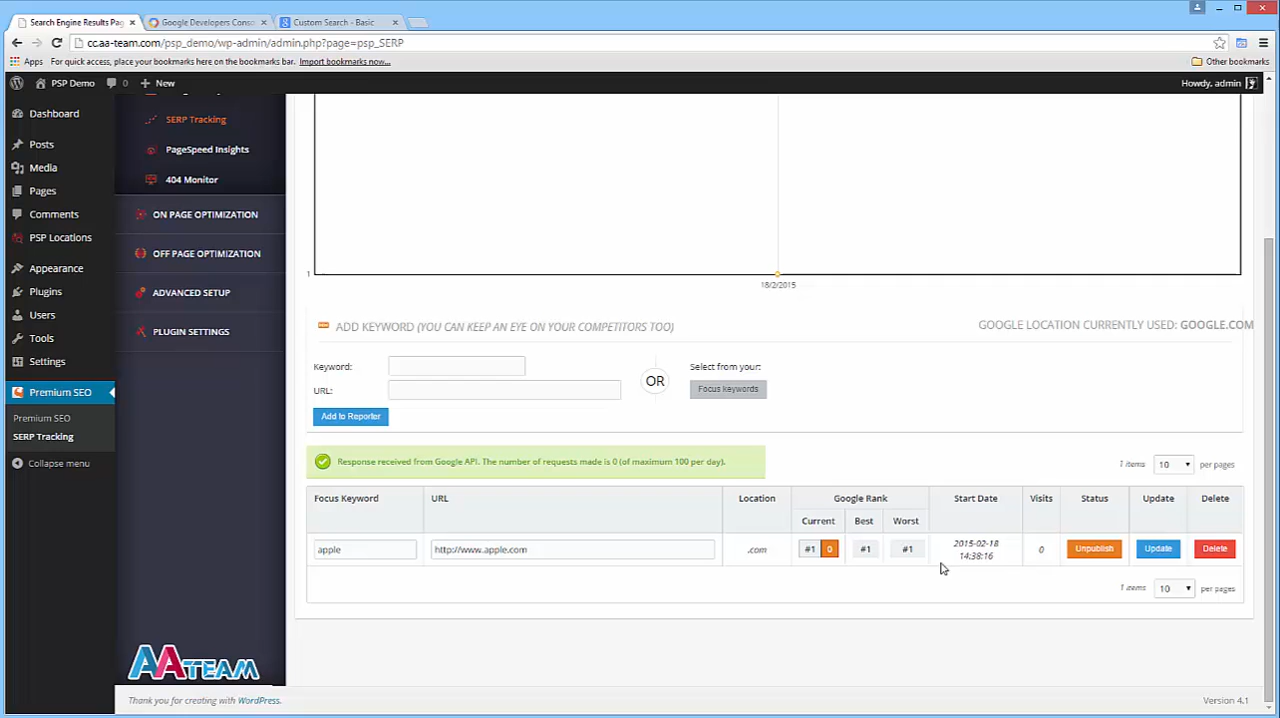 Search Engine Results Pag
Google Developers Conso
Custom Search - Basic
cc.aa-team.com/psp_demo/wp-admin/admin.php?page=psp_SERP
Apps
For quick access, place your bookmarks here on the bookmarks bar.
Import bookmarks now...
Other bookmarks
PSP Demo
0
New
Howdy, admin
Dashboard
Posts
Media
Pages
Comments
PSP Locations
Appearance
Plugins
Users
Tools
Settings
Premium SEO
Premium SEO
SERP Tracking
Collapse menu
SERP Tracking
PageSpeed Insights
404 Monitor
ON PAGE OPTIMIZATION
OFF PAGE OPTIMIZATION
ADVANCED SETUP
PLUGIN SETTINGS
AATEAM
1
18/2/2015
ADD KEYWORD (YOU CAN KEEP AN EYE ON YOUR COMPETITORS TOO)
GOOGLE LOCATION CURRENTLY USED: GOOGLE.COM
Keyword:
URL:
OR
Select from your:
Focus keywords
Add to Reporter
Response received from Google API. The number of requests made is 0 (of maximum 100 per day).
1 items 10 per pages
Focus Keyword URL Location Google Rank Start Date Visits Status Update Delete
Current Best Worst
apple http://www.apple.com .com #1 0 #1 #1 2015-02-18 14:38:16 0 Unpublish Update Delete
1 items 10 per pages
Thank you for creating with WordPress.
Version 4.1